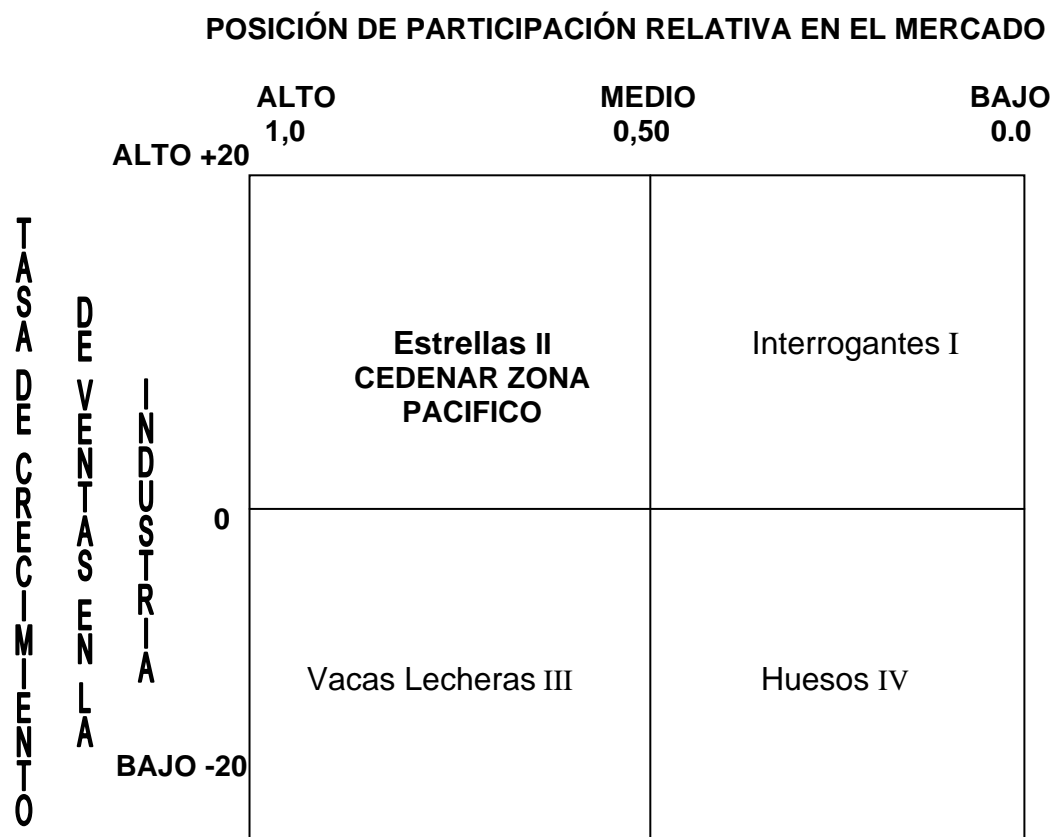 POSICIÓN DE PARTICIPACIÓN RELATIVA EN EL MERCADO
ALTO MEDIO BAJO
1,0 0,50 0.0
ALTO +20
TASA DE CRECIMIENTO
DE VENTAS EN LA
INDUSTRIA
Estrellas II
CEDENAR ZONA
PACIFICO
Interrogantes I
0
Vacas Lecheras III
Huesos IV
BAJO -20